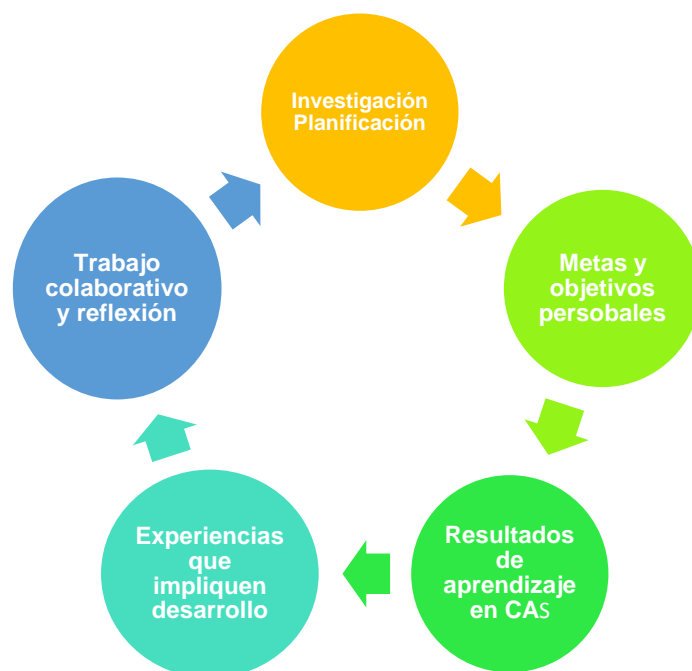 Investigación
Planificación
Metas y
objetivos
persobales
Resultados
de
aprendizaje
en CAS
Experiencias
que
impliquen
desarrollo
Trabajo
colaborativo
y reflexión